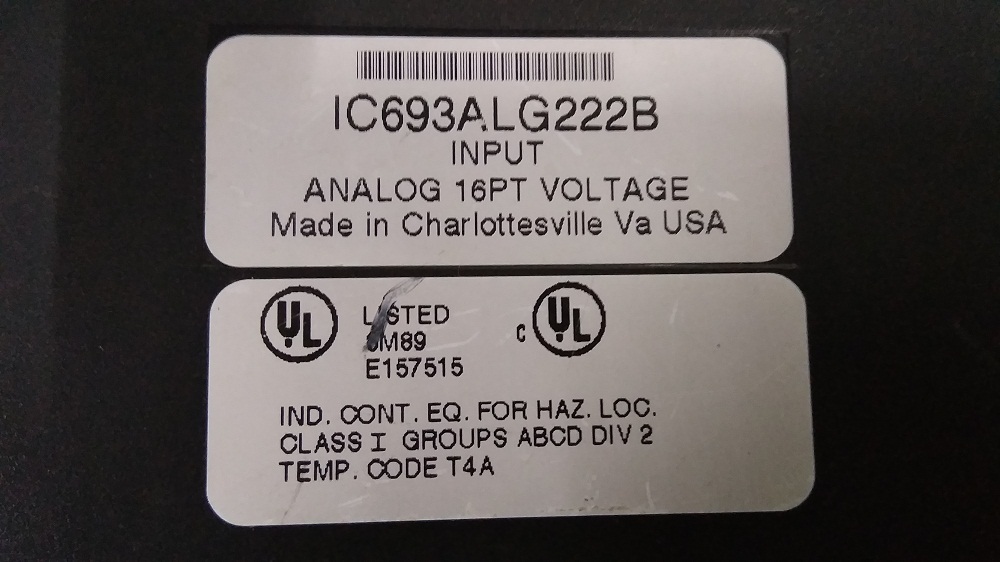 IC693ALG222B
INPUT
ANALOG 16PT VOLTAGE
Made in Charlottesville Va USA
UL
LISTED
E157515
C UL
IND. CONT. EQ. FOR HAZ. LOC.
CLASS I GROUPS ABCD DIV 2
TEMP. CODE T4A